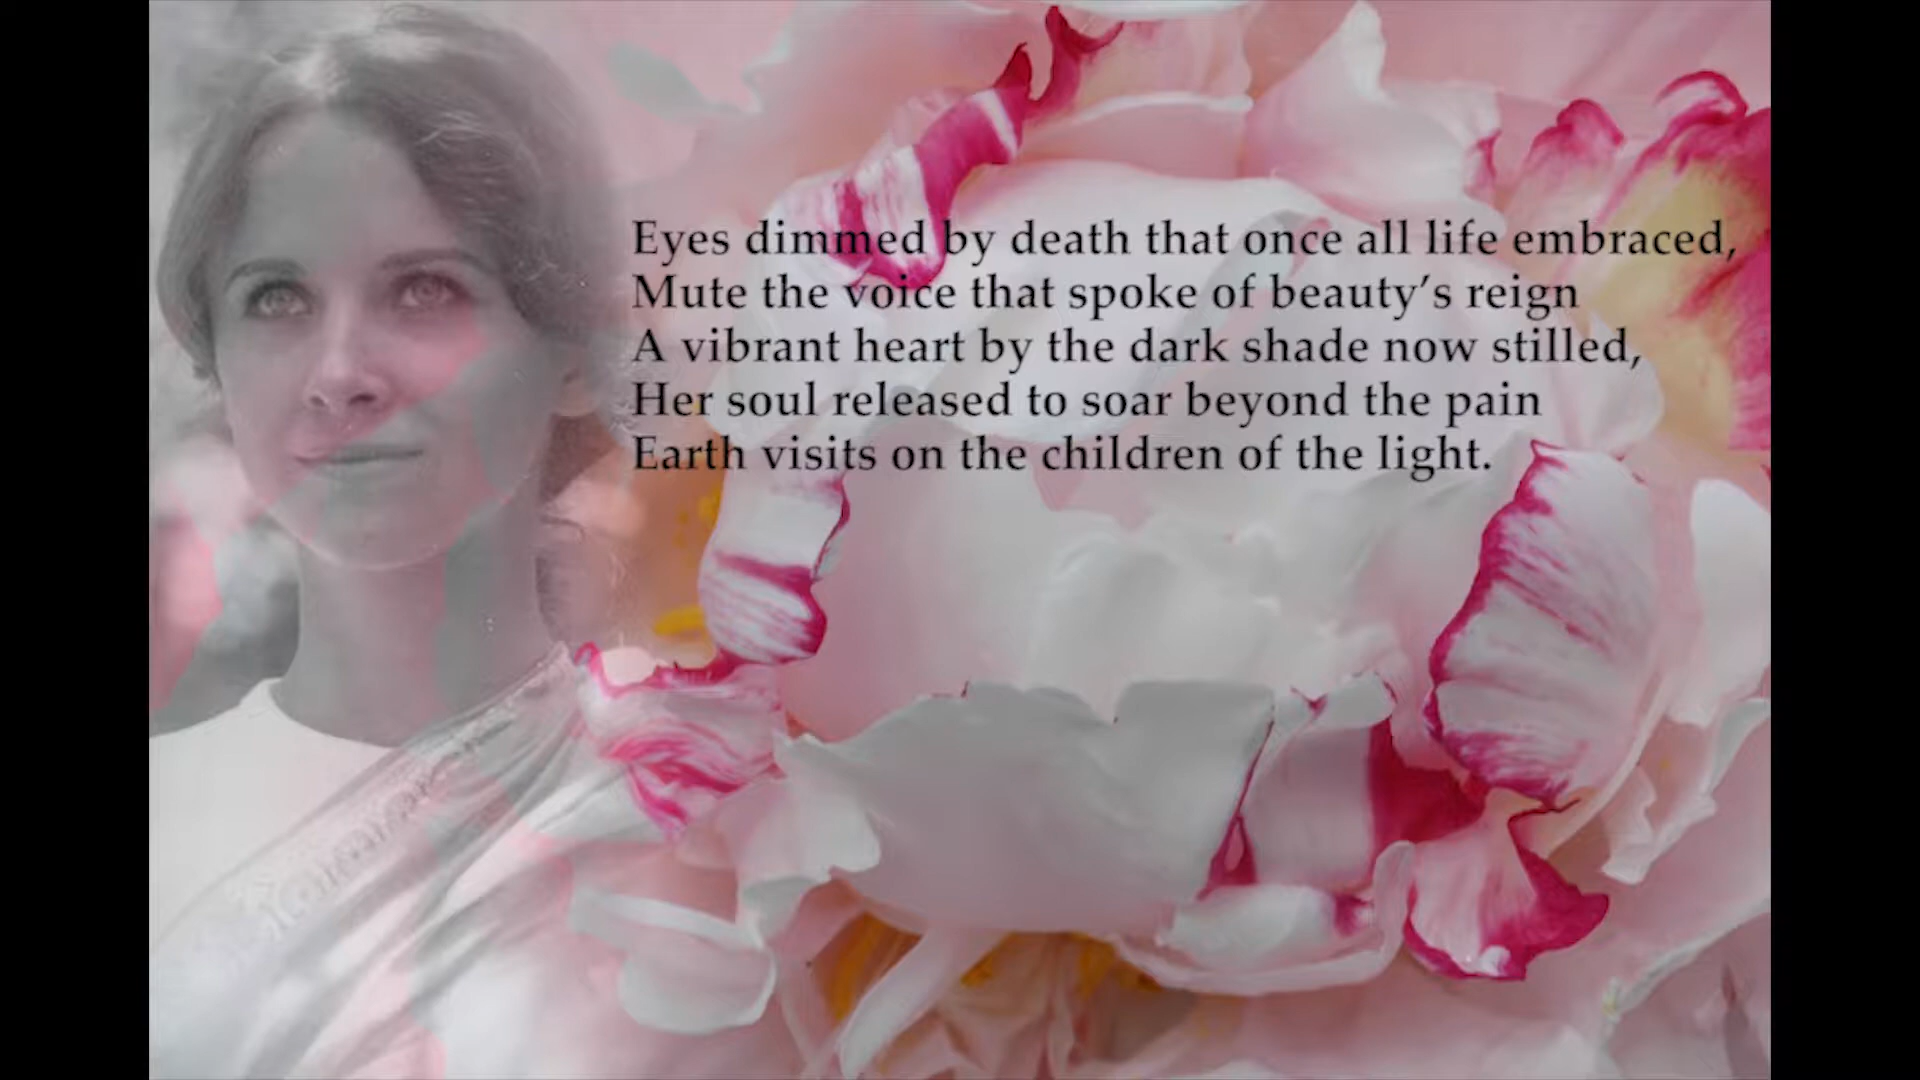 Eyes dimmed by death that once all life embraced,
Mute the voice that spoke of beauty’s reign
A vibrant heart by the dark shade now stilled,
Her soul released to soar beyond the pain
Earth visits on the children of the light.